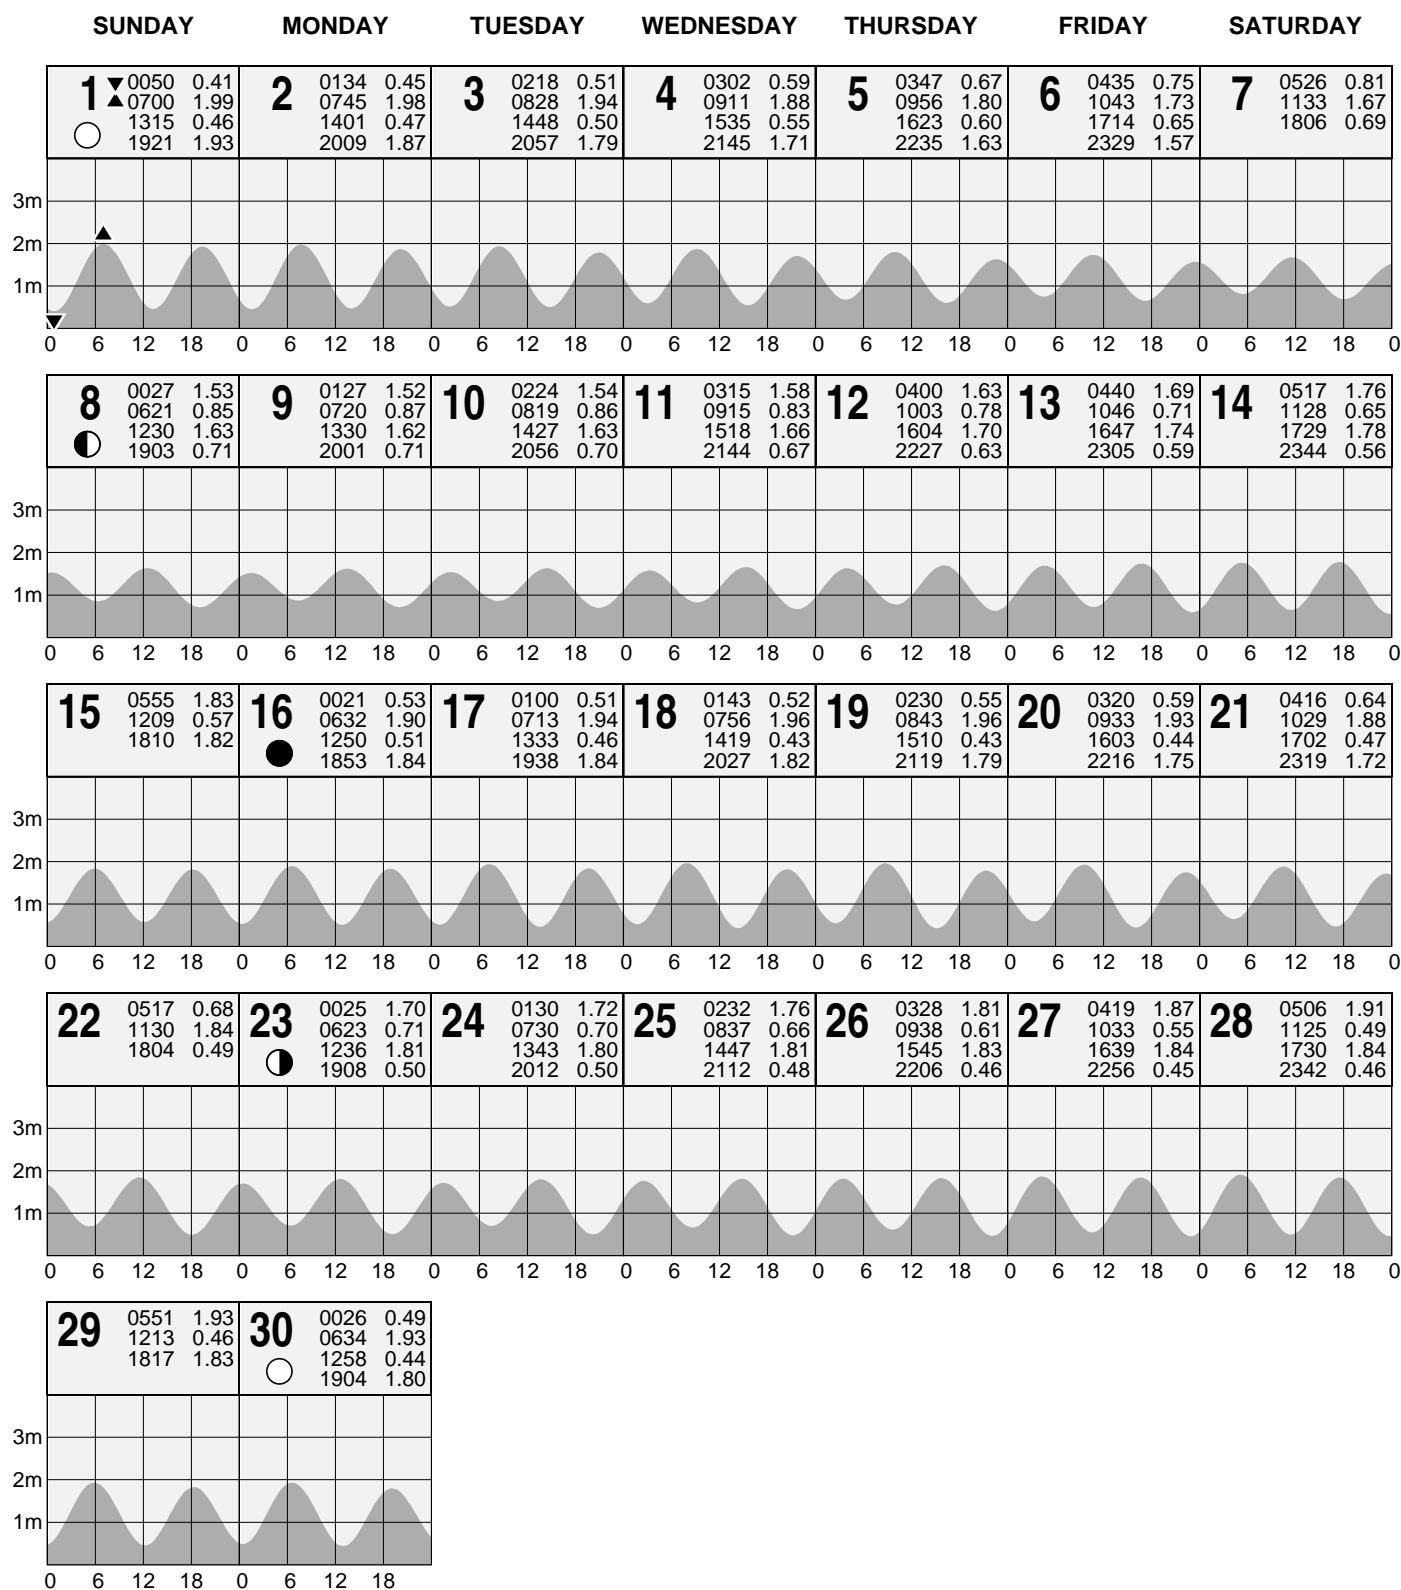 SUNDAY MONDAY TUESDAY WEDNESDAY THURSDAY FRIDAY SATURDAY
1 0050 0.41
0700 1.99
1315 0.46
1921 1.93
2 0134 0.45
0745 1.98
1401 0.47
2009 1.87
3 0218 0.51
0828 1.94
1448 0.50
2057 1.79
4 0302 0.59
0911 1.88
1535 0.55
2145 1.71
5 0347 0.67
0956 1.80
1623 0.60
2235 1.63
6 0435 0.75
1043 1.73
1714 0.65
2329 1.57
7 0526 0.81
1133 1.67
1806 0.69
3m
2m
1m
0 6 12 18 0 6 12 18 0 6 12 18 0 6 12 18 0 6 12 18 0 6 12 18 0 6 12 18 0
8 0027 1.53
0621 0.85
1230 1.63
1903 0.71
9 0127 1.52
0720 0.87
1330 1.62
2001 0.71
10 0224 1.54
0819 0.86
1427 1.63
2056 0.70
11 0315 1.58
0915 0.83
1518 1.66
2144 0.67
12 0400 1.63
1003 0.78
1604 1.70
2227 0.63
13 0440 1.69
1046 0.71
1647 1.74
2305 0.59
14 0517 1.76
1128 0.65
1729 1.78
2344 0.56
3m
2m
1m
0 6 12 18 0 6 12 18 0 6 12 18 0 6 12 18 0 6 12 18 0 6 12 18 0 6 12 18 0
15 0555 1.83
1209 0.57
1810 1.82
16 0021 0.53
0632 1.90
1250 0.51
1853 1.84
17 0100 0.51
0713 1.94
1333 0.46
1938 1.84
18 0143 0.52
0756 1.96
1419 0.43
2027 1.82
19 0230 0.55
0843 1.96
1510 0.43
2119 1.79
20 0320 0.59
0933 1.93
1603 0.44
2216 1.75
21 0416 0.64
1029 1.88
1702 0.47
2319 1.72
3m
2m
1m
0 6 12 18 0 6 12 18 0 6 12 18 0 6 12 18 0 6 12 18 0 6 12 18 0 6 12 18 0
22 0517 0.68
1130 1.84
1804 0.49
23 0025 1.70
0623 0.71
1236 1.81
1908 0.50
24 0130 1.72
0730 0.70
1343 1.80
2012 0.50
25 0232 1.76
0837 0.66
1447 1.81
2112 0.48
26 0328 1.81
0938 0.61
1545 1.83
2206 0.46
27 0419 1.87
1033 0.55
1639 1.84
2256 0.45
28 0506 1.91
1125 0.49
1730 1.84
2342 0.46
3m
2m
1m
0 6 12 18 0 6 12 18 0 6 12 18 0 6 12 18 0 6 12 18 0 6 12 18 0 6 12 18 0
29 0551 1.93
1213 0.46
1817 1.83
30 0026 0.49
0634 1.93
1258 0.44
1904 1.80
3m
2m
1m
0 6 12 18 0 6 12 18